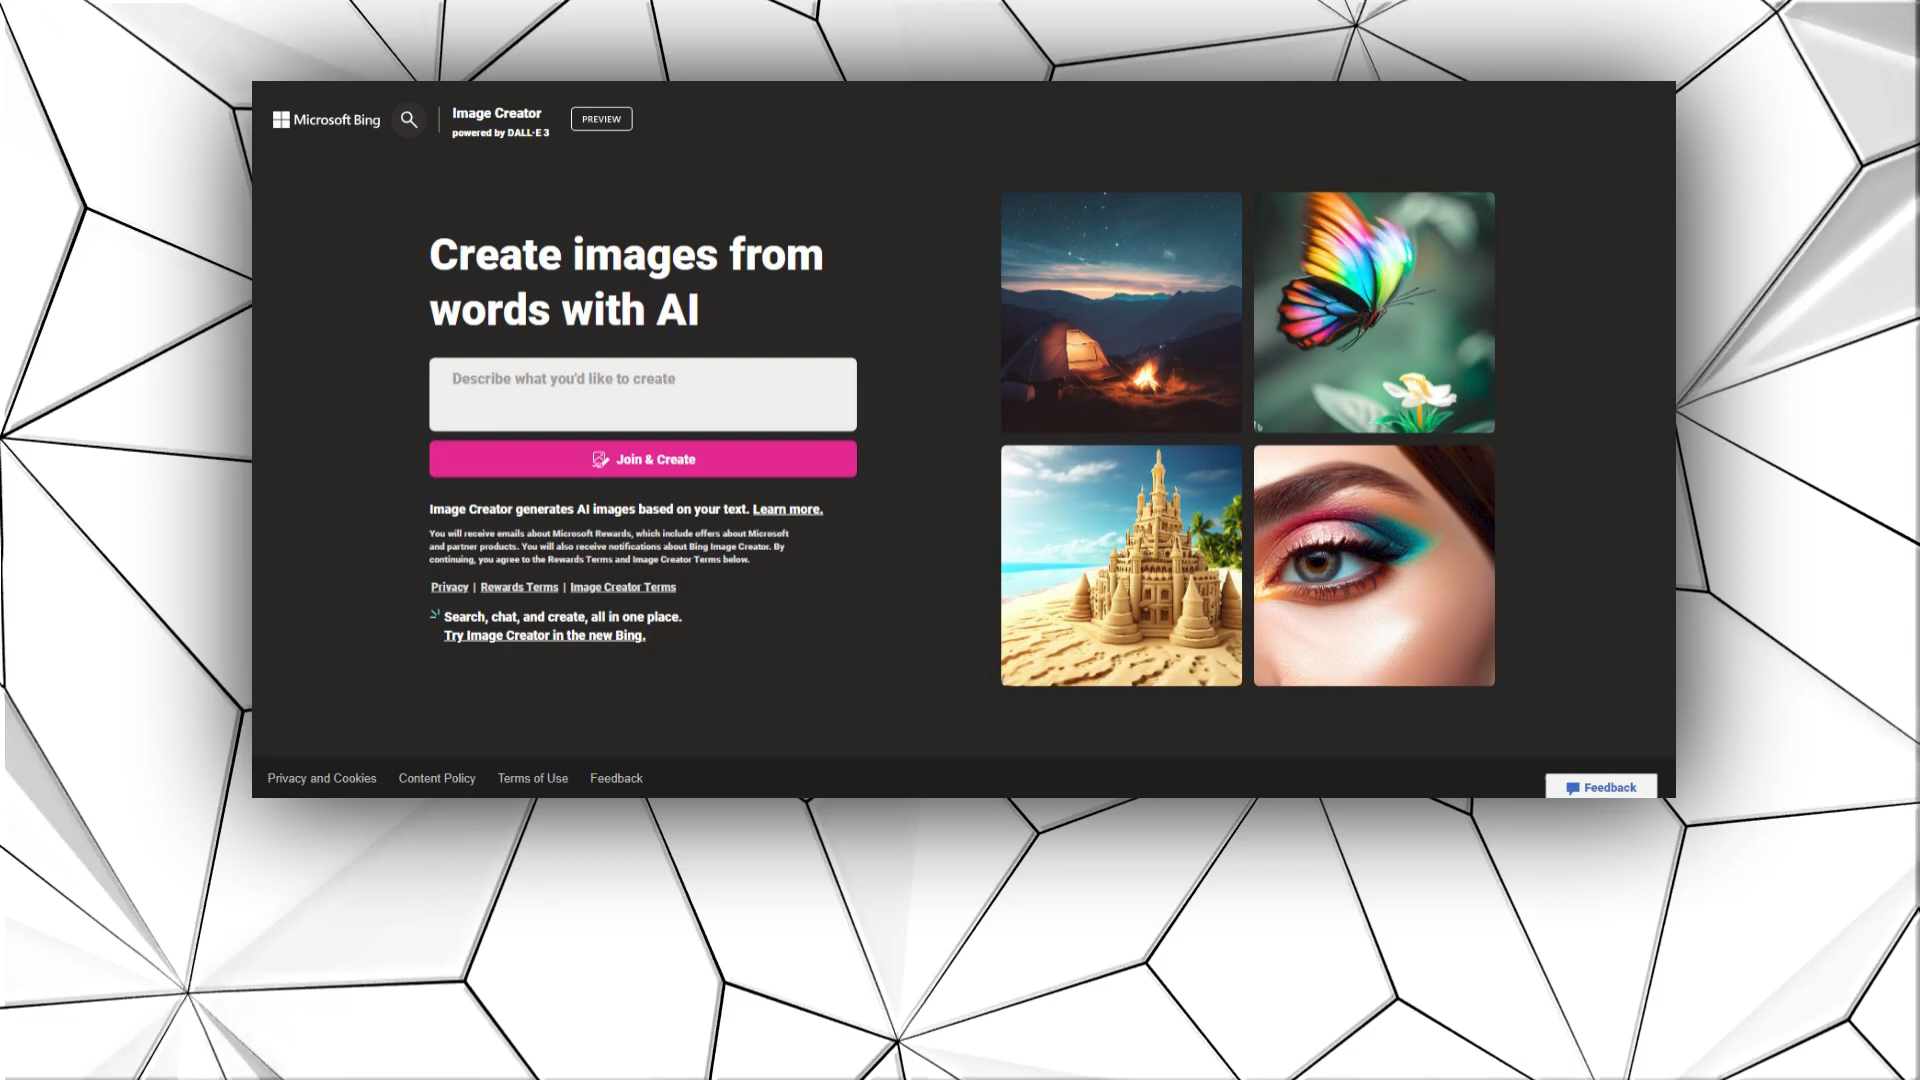 Microsoft Bing
Image Creator
powered by DALL·E 3
PREVIEW
Create images from
words with AI
Describe what you'd like to create
Join & Create
Image Creator generates AI images based on your text. Learn more.
You will receive emails about Microsoft Rewards, which include offers about Microsoft
and partner products. You will also receive notifications about Bing Image Creator. By
continuing, you agree to the Rewards Terms and Image Creator Terms below.
Privacy | Rewards Terms | Image Creator Terms
Search, chat, and create, all in one place.
Try Image Creator in the new Bing.
Privacy and Cookies Content Policy Terms of Use Feedback
Feedback